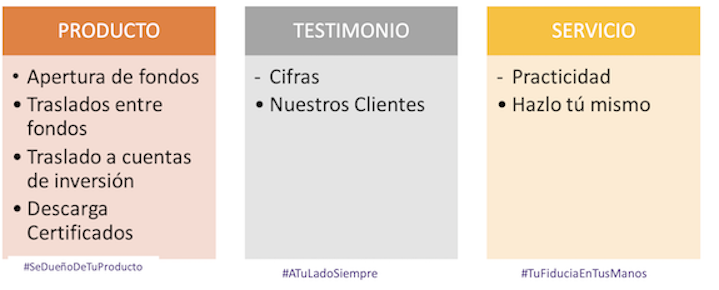 PRODUCTO
• Apertura de fondos
• Traslados entre
fondos
• Traslado a cuentas
de inversión
• Descarga
Certificados
#SeDueñoDeTuProducto
TESTIMONIO
- Cifras
• Nuestros Clientes
#ATuLadoSiempre
SERVICIO
- Practicidad
• Hazlo tú mismo
#TuFiduciaEnTusManos